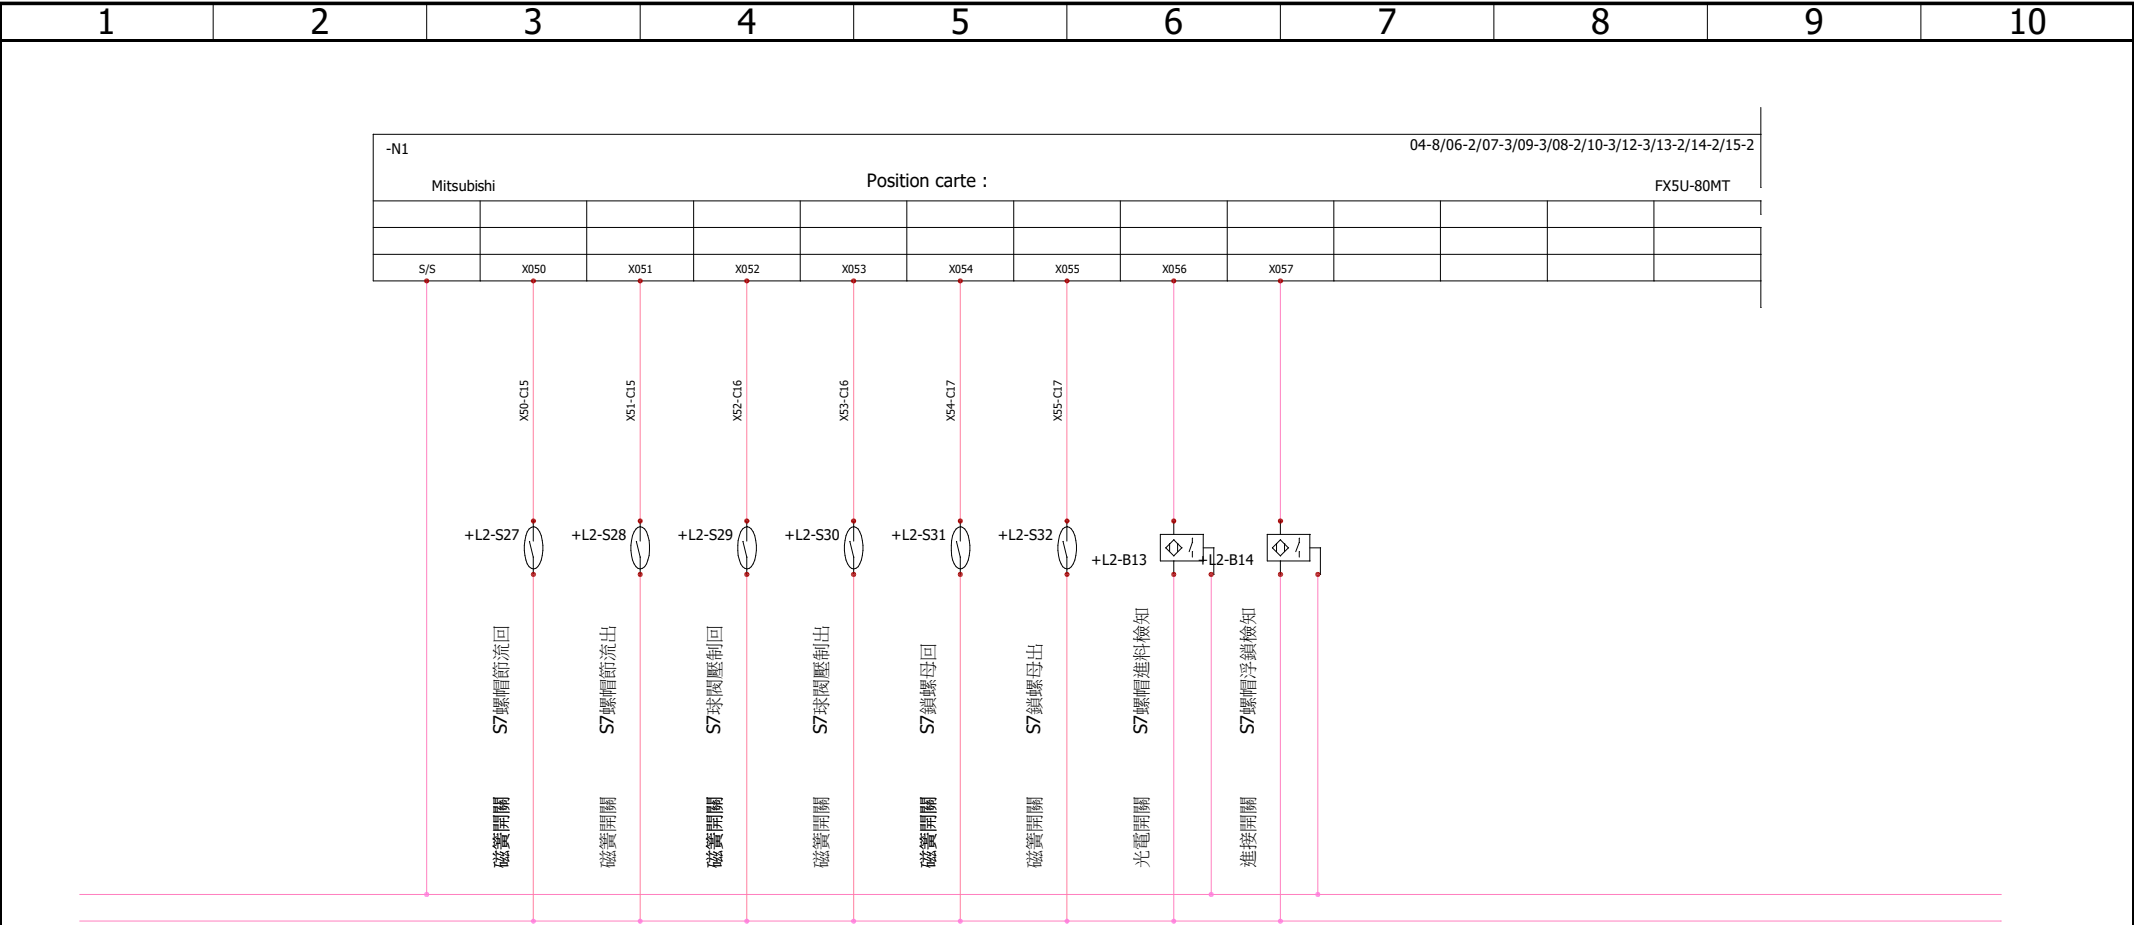 1 2 3 4 5 6 7 8 9 10
-N1 04-8/06-2/07-3/09-3/08-2/10-3/12-3/13-2/14-2/15-2
Mitsubishi Position carte : FX5U-80MT
S/S X050 X051 X052 X053 X054 X055 X056 X057
X50-C15
X51-C15
X52-C16
X53-C16
X54-C17
X55-C17
+L2-S27 +L2-S28 +L2-S29 +L2-S30 +L2-S31 +L2-S32 +L2-B13 +L2-B14
S7螺帽節流回
S7螺帽節流出
S7球閥壓制回
S7球閥壓制出
S7鎖螺母回
S7鎖螺母出
S7螺帽進料檢知
S7螺帽浮鎖檢知
磁簧開關
磁簧開關
磁簧開關
磁簧開關
磁簧開關
磁簧開關
光電開關
進接開關